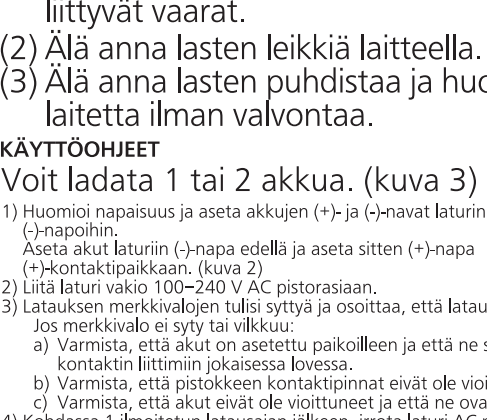 liittyvät vaarat.
(2) Älä anna lasten leikkiä laitteella.
(3) Älä anna lasten puhdistaa ja huo
laitetta ilman valvontaa.
KÄYTTÖOHJEET
Voit ladata 1 tai 2 akkua. (kuva 3)
1) Huomioi napaisuus ja aseta akkujen (+)- ja (-)-navat laturin
(-)-napoihin.
Aseta akut laturiin (-)-napa edellä ja aseta sitten (+)-napa
(+)-kontaktipaikkaan. (kuva 2)
2) Liitä laturi vakio 100–240 V AC pistorasiaan.
3) Latauksen merkkivalojen tulisi syttyä ja osoittaa, että latau
Jos merkkivalo ei syty tai vilkkuu:
a) Varmista, että akut on asetettu paikoilleen ja että ne s
kontaktin liittimiin jokaisessa lovessa.
b) Varmista, että pistokkeen kontaktipinnat eivät ole vioi
c) Varmista, että akut eivät ole vioittuneet ja että ne ova